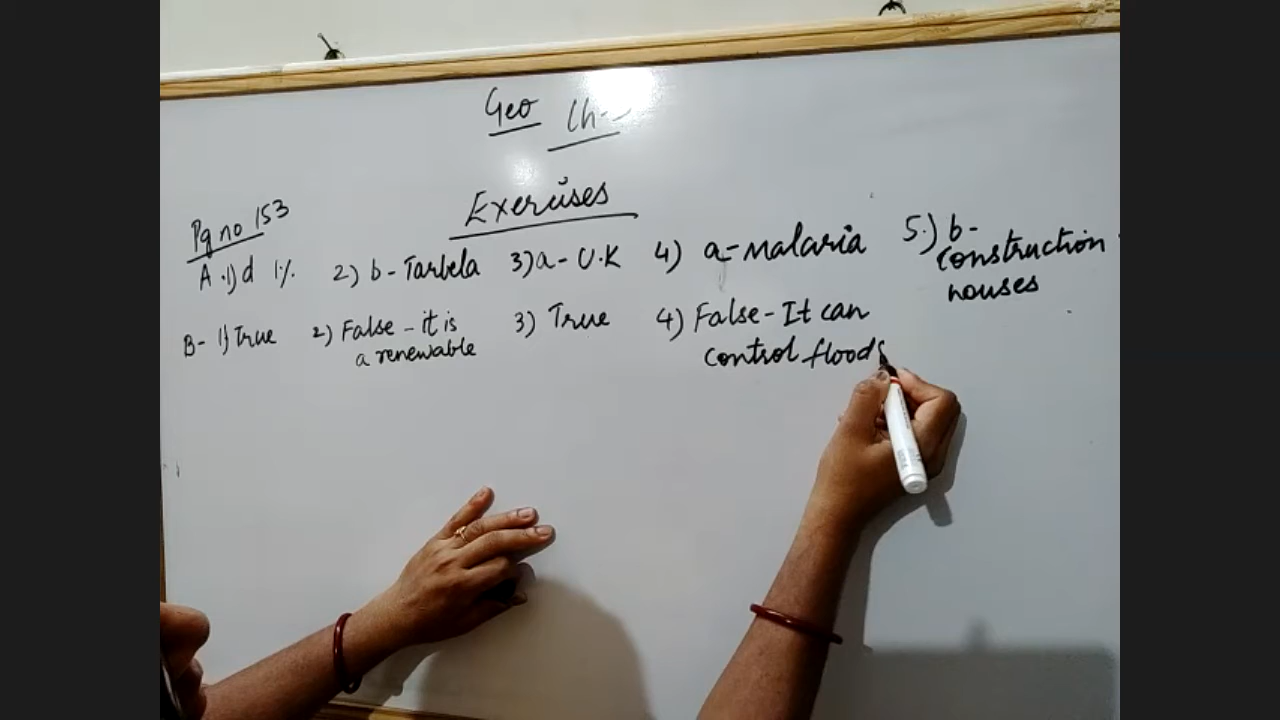 Geo Ch-
Exercises
Pg no 153
A .1) d 1%. 2) b - Tarbela 3) a - U.K 4) a - Malaria 5.) b -
construction
houses
B- 1) True 2) False - it is 3) True 4) False - It can
a renewable control floods